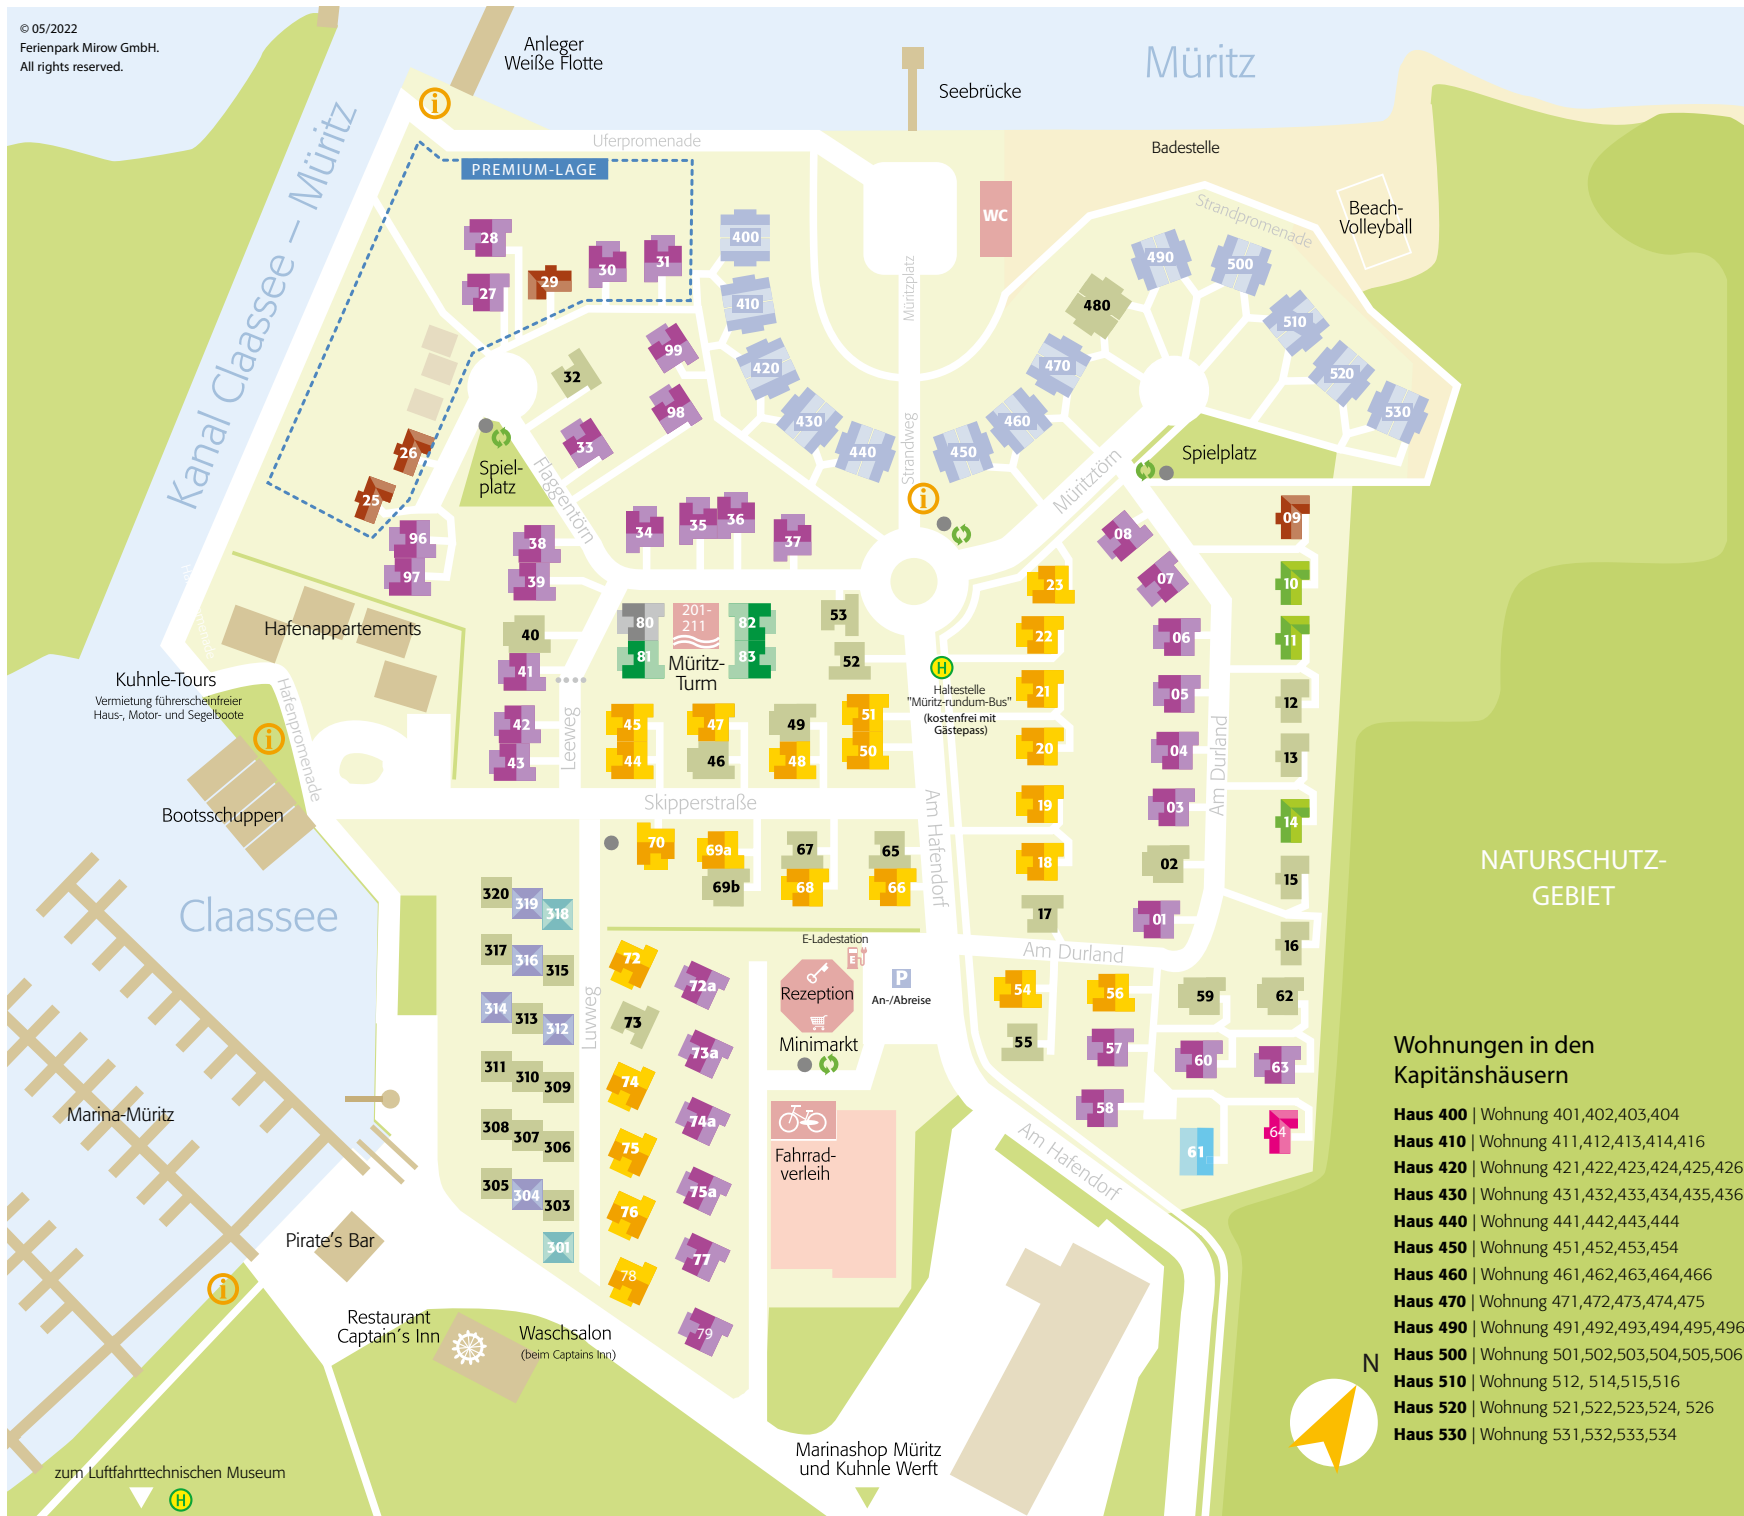 © 05/2022
Ferienpark Mirow GmbH.
All rights reserved.
Anleger
Weiße Flotte
Seebrücke
Müritz
Kanal Claassee – Müritz
Uferpromenade
PREMIUM-LAGE
WC
Badestelle
Strandpromenade
Beach-
Volleyball
Müritzplatz
Strandweg
28
27
29
30
31
400
410
420
430
440
450
460
470
480
490
500
510
520
530
99
98
32
33
26
25
Spiel-
platz
Flaggentörn
Müritztörn
Spielplatz
96
97
38
39
34
35
36
37
08
07
09
10
11
12
13
14
15
16
Hafenappartements
40
41
42
43
80
81
201-
211
82
83
Müritz-
Turm
53
52
23
22
21
20
19
18
17
06
05
04
03
02
01
H
Haltestelle
"Müritz-rundum-Bus"
(kostenfrei mit
Gästepass)
Kuhnle-Tours
Vermietung führerscheinfreier
Haus-, Motor- und Segelboote
Hafenpromenade
Leeweg
45
44
47
46
49
48
51
50
Am Durland
Bootsschuppen
Skipperstraße
Am Hafendorf
70
69a
69b
67
68
65
66
NATURSCHUTZ-
GEBIET
Claassee
320
319
318
317
316
315
314
313
312
311
310
309
308
307
306
305
304
303
301
Luvweg
72
73
74
75
76
78
72a
73a
74a
75a
77
79
E-Ladestation
E
P
An-/Abreise
Rezeption
Minimarkt
Am Durland
54
55
56
57
58
59
60
61
62
63
64
Fahrrad-
verleih
Am Hafendorf
Marina-Müritz
Pirate's Bar
Restaurant
Captain´s Inn
Waschsalon
(beim Captains Inn)
Marinashop Müritz
und Kuhnle Werft
zum Luftfahrttechnischen Museum
H
N
Wohnungen in den
Kapitänshäusern
Haus 400 | Wohnung 401,402,403,404
Haus 410 | Wohnung 411,412,413,414,416
Haus 420 | Wohnung 421,422,423,424,425,426
Haus 430 | Wohnung 431,432,433,434,435,436
Haus 440 | Wohnung 441,442,443,444
Haus 450 | Wohnung 451,452,453,454
Haus 460 | Wohnung 461,462,463,464,466
Haus 470 | Wohnung 471,472,473,474,475
Haus 490 | Wohnung 491,492,493,494,495,496
Haus 500 | Wohnung 501,502,503,504,505,506
Haus 510 | Wohnung 512, 514,515,516
Haus 520 | Wohnung 521,522,523,524, 526
Haus 530 | Wohnung 531,532,533,534